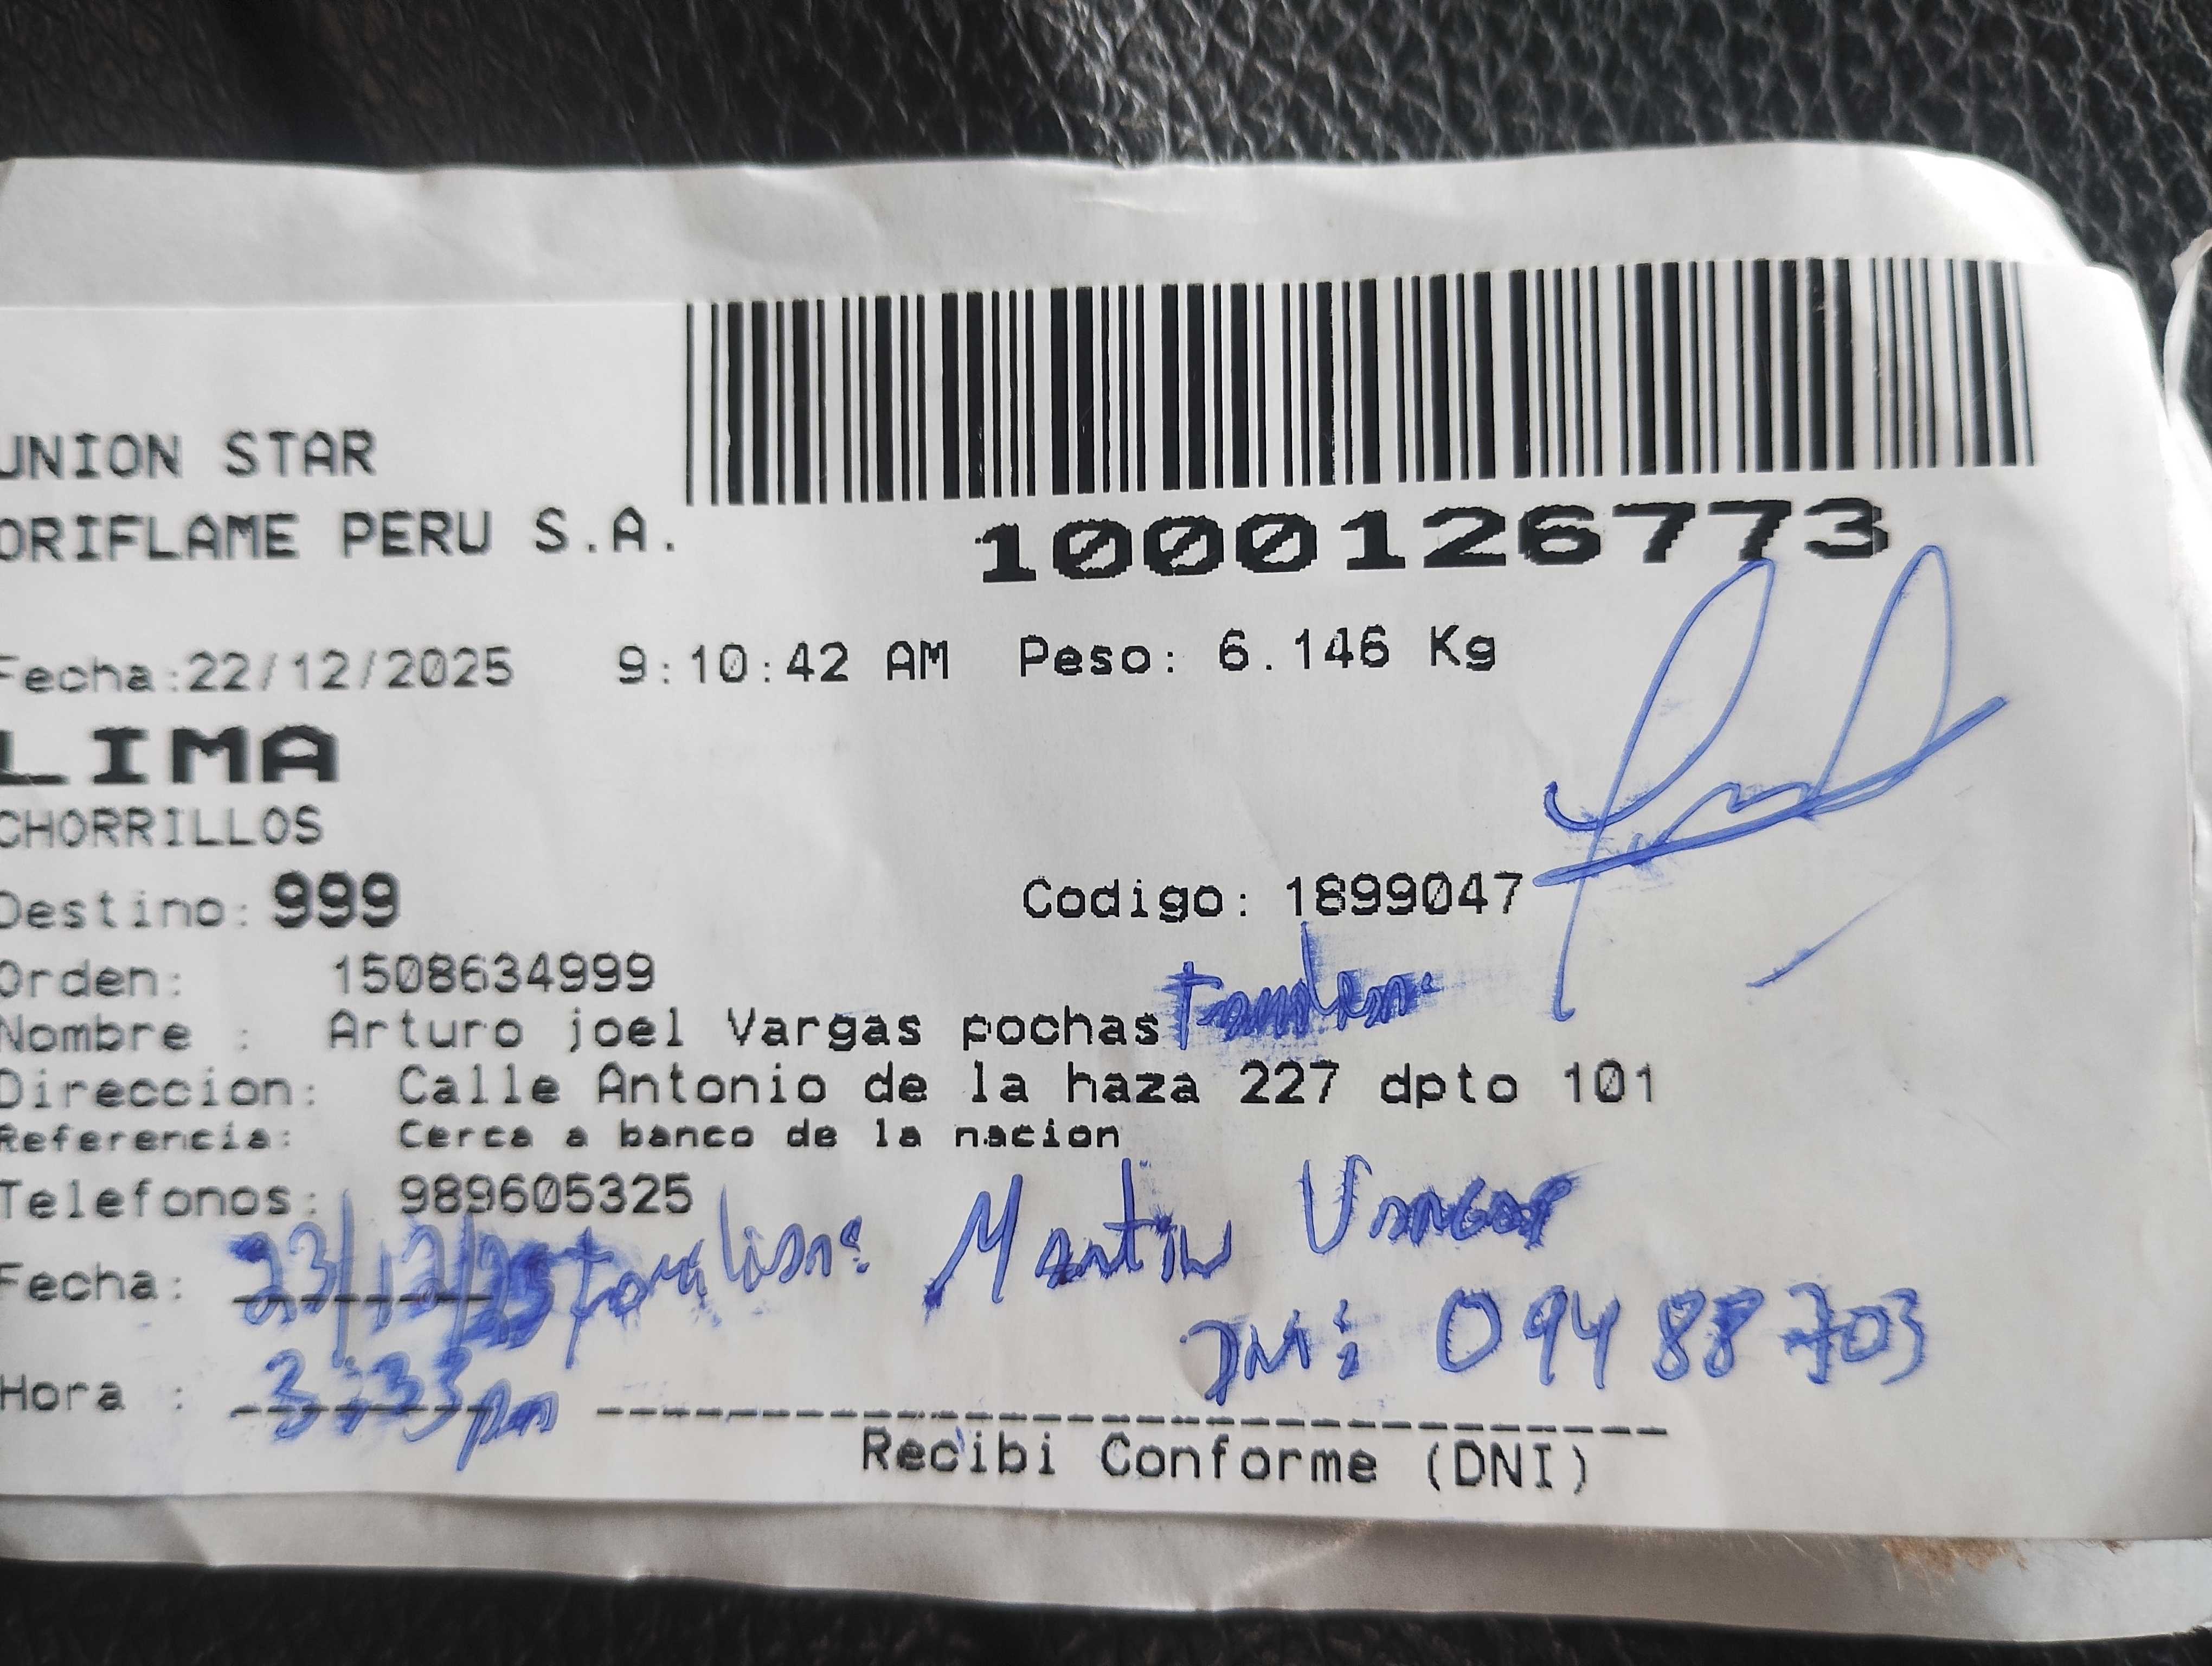 UNION STAR
ORIFLAME PERU S.A.
1000126773
Fecha:22/12/2025 9:10:42 AM Peso: 6.146 Kg
LIMA
CHORRILLOS
Destino: 999 Codigo: 1899047
Orden: 1508634999
Nombre : Arturo joel Vargas pochas
Direccion: Calle Antonio de la haza 227 dpto 101
Referencia: Cerca a banco de la nacion
Telefonos: 989605325
Martin Vargas
Fecha: 23/12/25
DNI: 09488703
Hora : 3:33pm
Recibi Conforme (DNI)